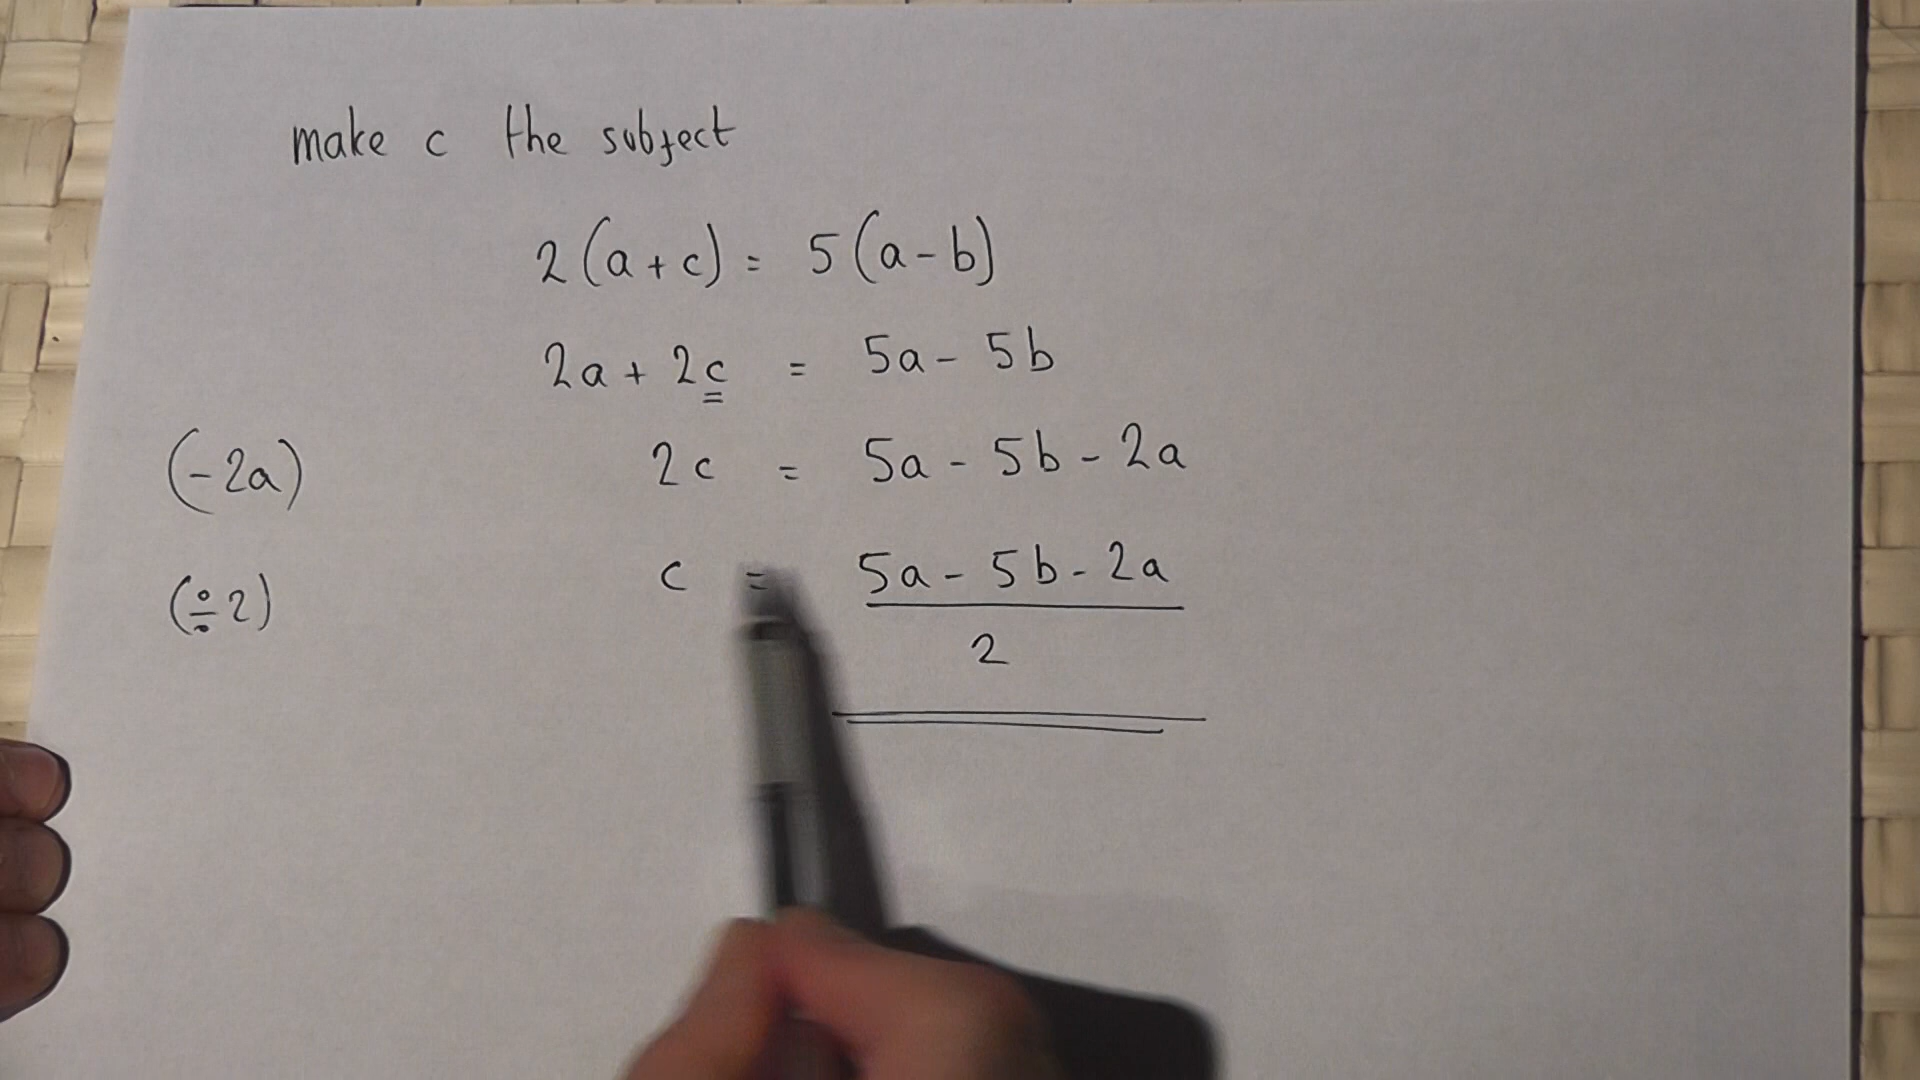 make c the subject
2(a+c) = 5(a-b)
2a + 2c = 5a - 5b
(-2a) 2c = 5a - 5b - 2a
(÷2) c = 5a - 5b - 2a
2